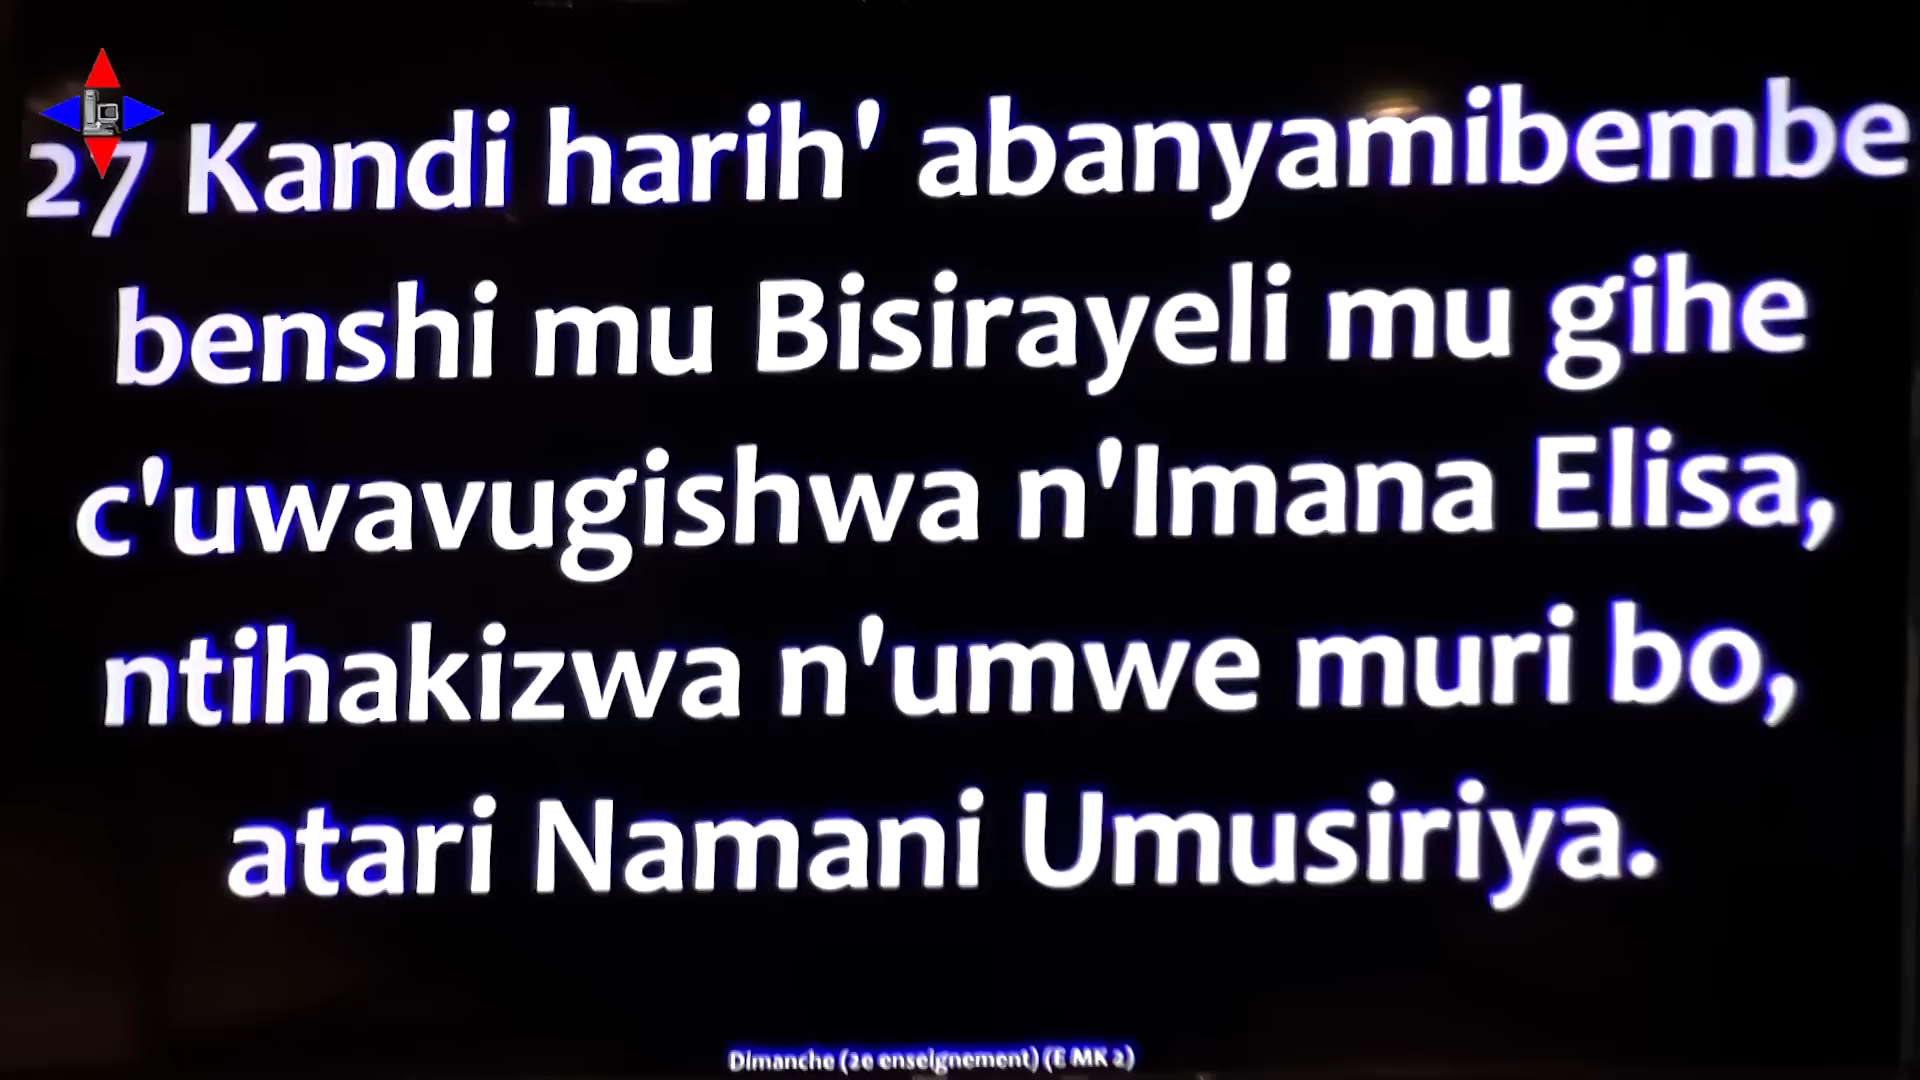 27 Kandi harih' abanyamibembe
benshi mu Bisirayeli mu gihe
c'uwavugishwa n'Imana Elisa,
ntihakizwa n'umwe muri bo,
atari Namani Umusiriya.
Dimanche (2e enseignement) (E MK 2)